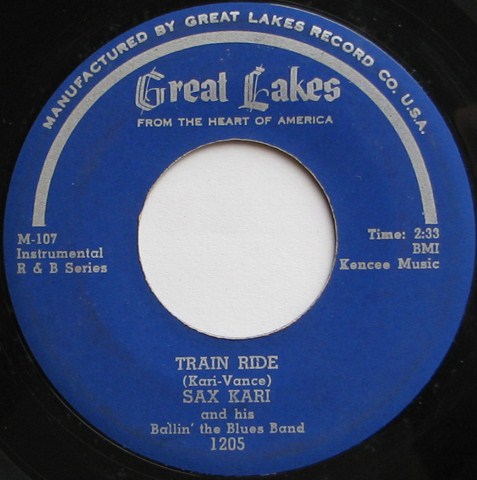 MANUFACTURED BY GREAT LAKES RECORD CO. U.S.A.
Great Lakes
FROM THE HEART OF AMERICA
M-107
Instrumental
R & B Series
Time: 2:33
BMI
Kencee Music
TRAIN RIDE
(Kari-Vance)
SAX KARI
and his
Ballin' the Blues Band
1205